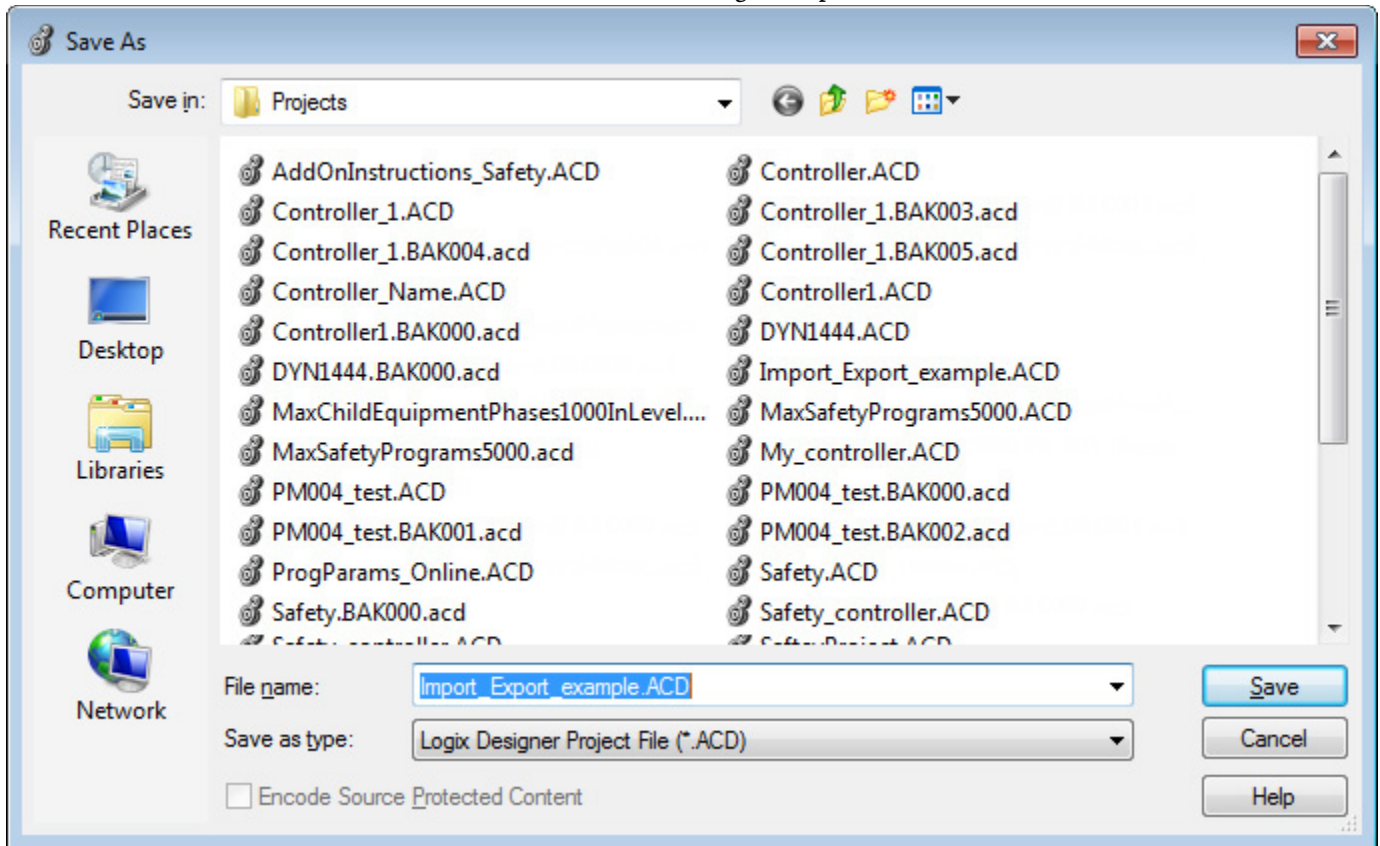 Save As
Save in:
Projects
Recent Places
Desktop
Libraries
Computer
Network
AddOnInstructions_Safety.ACD
Controller.ACD
Controller_1.ACD
Controller_1.BAK003.acd
Controller_1.BAK004.acd
Controller_1.BAK005.acd
Controller_Name.ACD
Controller1.ACD
Controller1.BAK000.acd
DYN1444.ACD
DYN1444.BAK000.acd
Import_Export_example.ACD
MaxChildEquipmentPhases1000InLevel....
MaxSafetyPrograms5000.ACD
MaxSafetyPrograms5000.acd
My_controller.ACD
PM004_test.ACD
PM004_test.BAK000.acd
PM004_test.BAK001.acd
PM004_test.BAK002.acd
ProgParams_Online.ACD
Safety.ACD
Safety.BAK000.acd
Safety_controller.ACD
File name:
Import_Export_example.ACD
Save
Save as type:
Logix Designer Project File (*.ACD)
Cancel
Encode Source Protected Content
Help